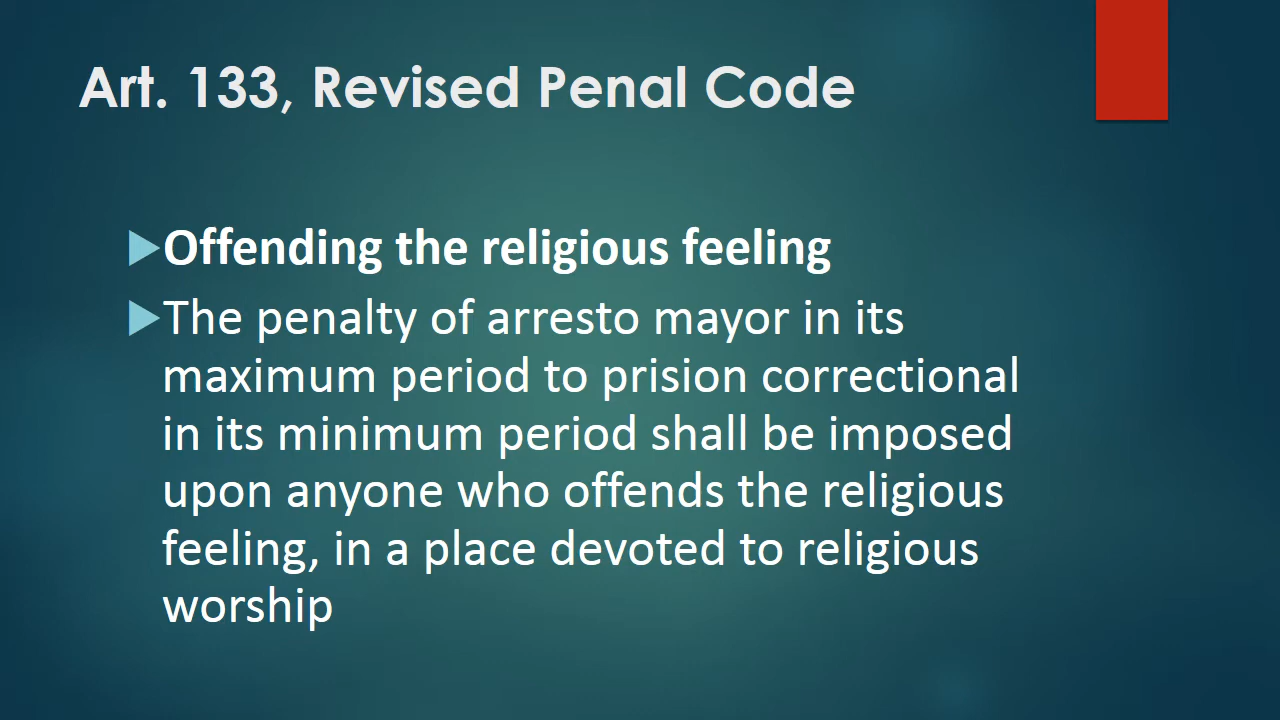 Art. 133, Revised Penal Code
Offending the religious feeling
The penalty of arresto mayor in its
maximum period to prision correctional
in its minimum period shall be imposed
upon anyone who offends the religious
feeling, in a place devoted to religious
worship